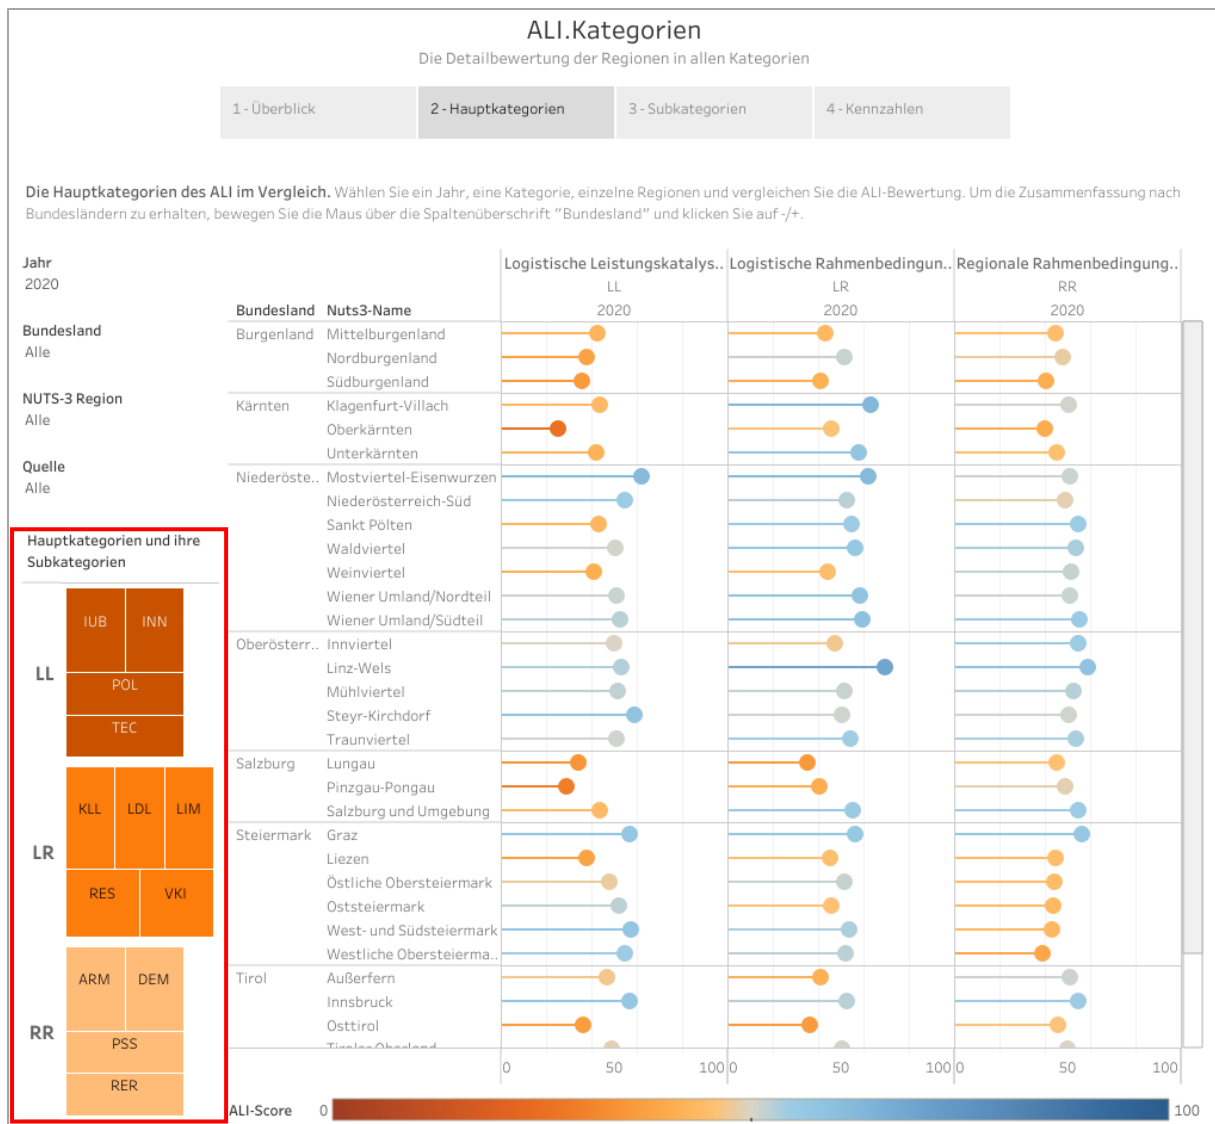 ALI.Kategorien
Die Detailbewertung der Regionen in allen Kategorien
1 - Überblick
2 - Hauptkategorien
3 - Subkategorien
4 - Kennzahlen
Die Hauptkategorien des ALI im Vergleich. Wählen Sie ein Jahr, eine Kategorie, einzelne Regionen und vergleichen Sie die ALI-Bewertung. Um die Zusammenfassung nach
Bundesländern zu erhalten, bewegen Sie die Maus über die Spaltenüberschrift "Bundesland" und klicken Sie auf -/+.
Jahr
2020
Bundesland
Alle
NUTS-3 Region
Alle
Quelle
Alle
Hauptkategorien und ihre
Subkategorien
LL
IUB INN
POL
TEC
LR
KLL LDL LIM
RES VKI
RR
ARM DEM
PSS
RER
Logistische Leistungskatalys.. Logistische Rahmenbedingun.. Regionale Rahmenbedingung..
LL LR RR
Bundesland Nuts3-Name 2020 2020 2020
Burgenland Mittelburgenland
Nordburgenland
Südburgenland
Kärnten Klagenfurt-Villach
Oberkärnten
Unterkärnten
Niederöste.. Mostviertel-Eisenwurzen
Niederösterreich-Süd
Sankt Pölten
Waldviertel
Weinviertel
Wiener Umland/Nordteil
Wiener Umland/Südteil
Oberösterr.. Innviertel
Linz-Wels
Mühlviertel
Steyr-Kirchdorf
Traunviertel
Salzburg Lungau
Pinzgau-Pongau
Salzburg und Umgebung
Steiermark Graz
Liezen
Östliche Obersteiermark
Oststeiermark
West- und Südsteiermark
Westliche Obersteierma..
Tirol Außerfern
Innsbruck
Osttirol
Tiroler Oberland
0 50 100 0 50 100 0 50 100
ALI-Score 0 100